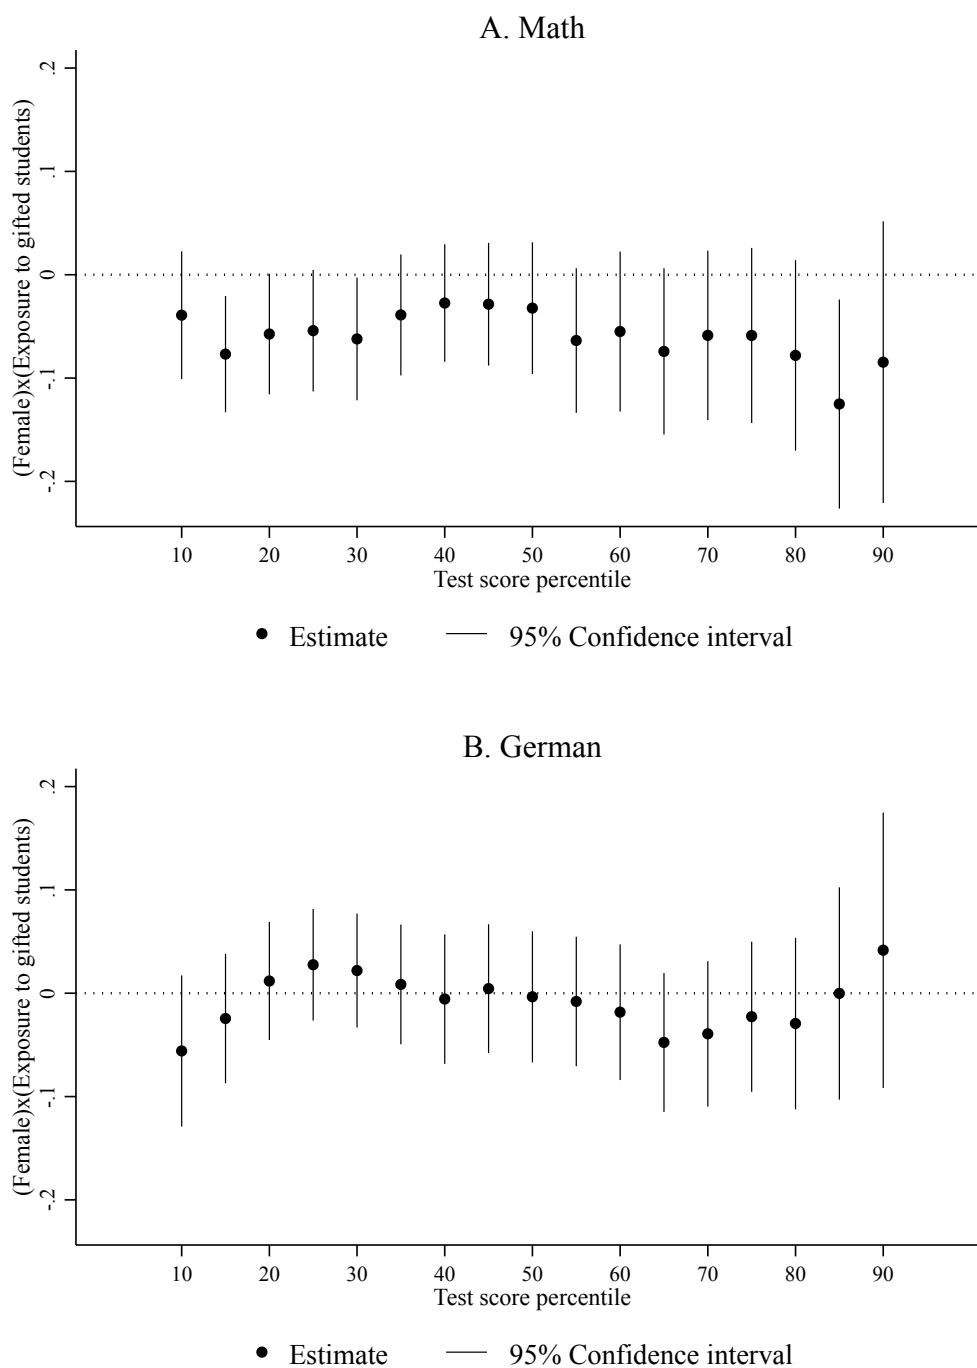 A. Math
(Female)x(Exposure to gifted students)
.2
.1
0
-.1
-.2
10 20 30 40 50 60 70 80 90
Test score percentile
Estimate 95% Confidence interval
B. German
(Female)x(Exposure to gifted students)
.2
.1
0
-.1
-.2
10 20 30 40 50 60 70 80 90
Test score percentile
Estimate 95% Confidence interval